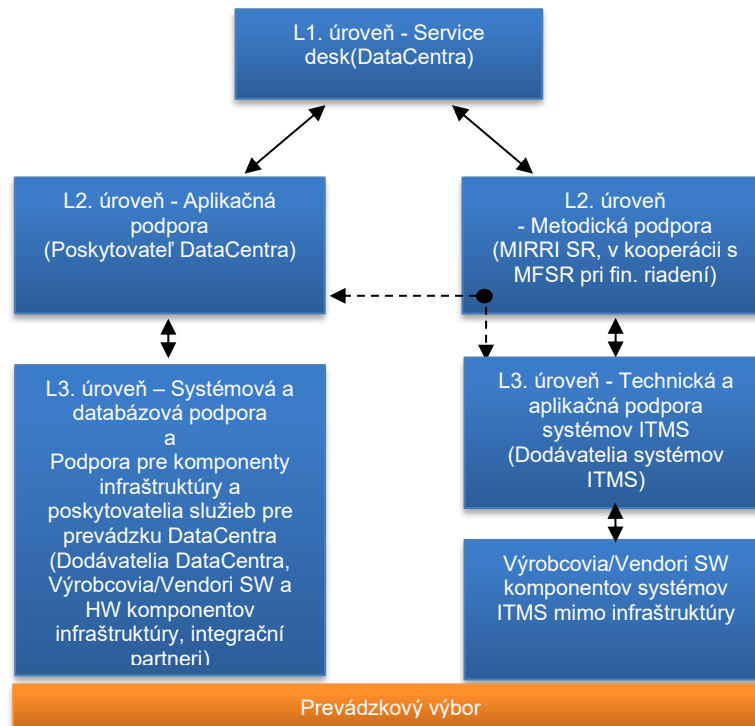 L1. úroveň - Service
desk(DataCentra)
L2. úroveň - Aplikačná
podpora
(Poskytovateľ DataCentra)
L2. úroveň
- Metodická podpora
(MIRRI SR, v kooperácii s
MFSR pri fin. riadení)
L3. úroveň – Systémová a
databázová podpora
a
Podpora pre komponenty
infraštruktúry a
poskytovatelia služieb pre
prevádzku DataCentra
(Dodávatelia DataCentra,
Výrobcovia/Vendori SW a
HW komponentov
infraštruktúry, integrační
partneri)
L3. úroveň - Technická a
aplikačná podpora
systémov ITMS
(Dodávatelia systémov
ITMS)
Výrobcovia/Vendori SW
komponentov systémov
ITMS mimo infraštruktúry
Prevádzkový výbor